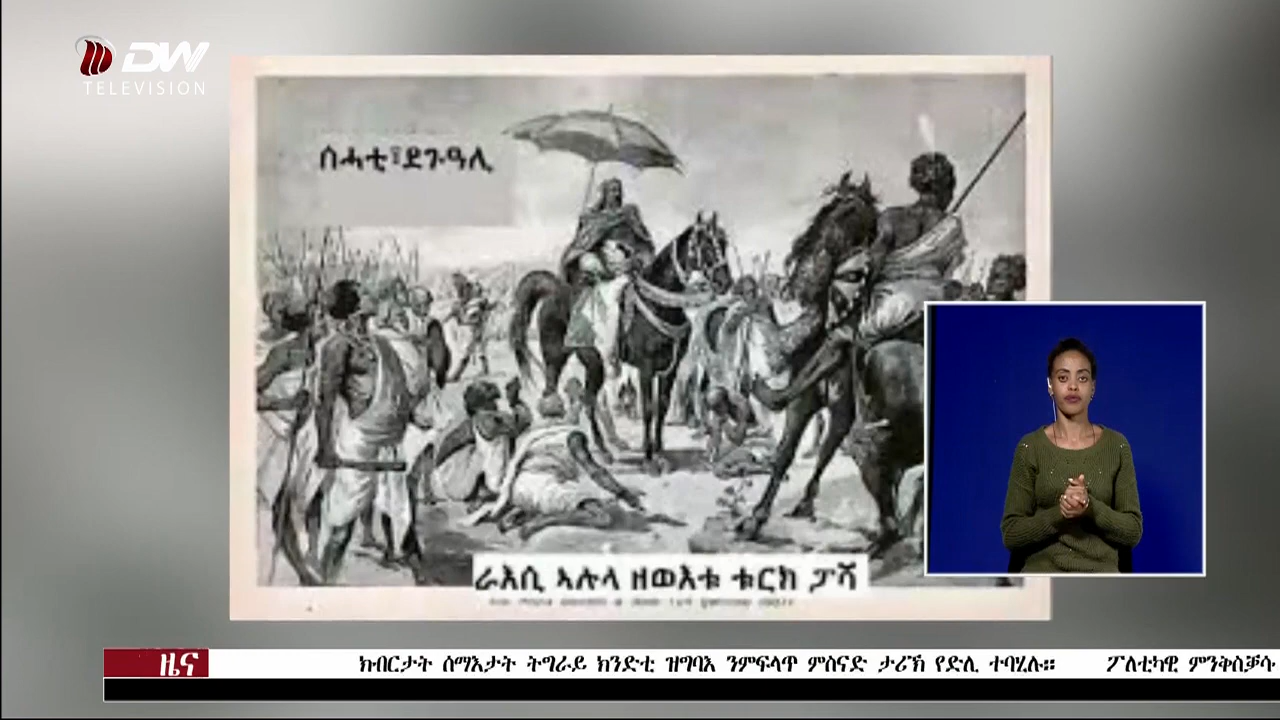 DW
TELEVISION
ሰሓቲ፣ደጉዓሊ
ራእሲ ኣሉላ ዘወእቱ ቱርክ ፓሻ
ዜና
ክብርታት ሰማእታት ትግራይ ክንድቲ ዝግባእ ንምፍላጥ ምስናድ ታሪኽ የድሊ ተባሂሉ።
ፖለቲካዊ ምንቅስቓሳ